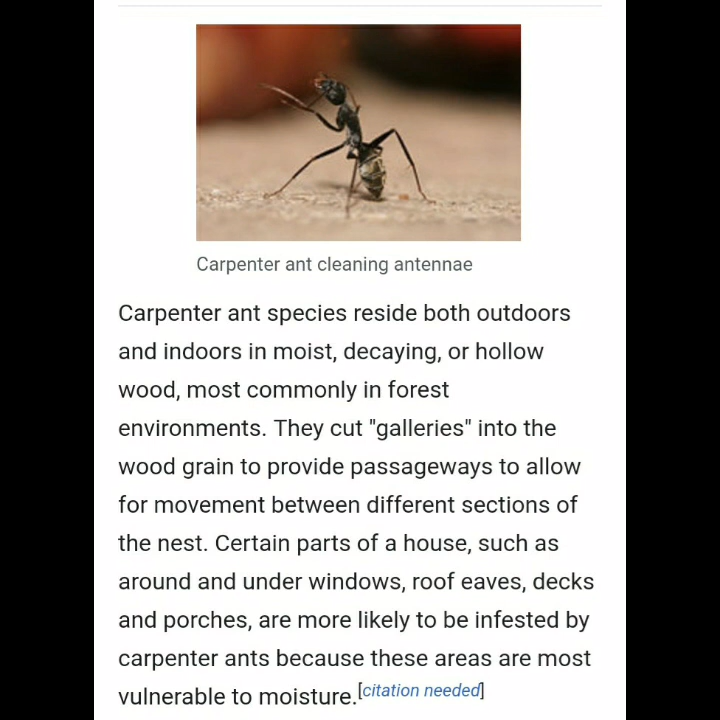 Carpenter ant cleaning antennae
Carpenter ant species reside both outdoors
and indoors in moist, decaying, or hollow
wood, most commonly in forest
environments. They cut "galleries" into the
wood grain to provide passageways to allow
for movement between different sections of
the nest. Certain parts of a house, such as
around and under windows, roof eaves, decks
and porches, are more likely to be infested by
carpenter ants because these areas are most
vulnerable to moisture.[citation needed]